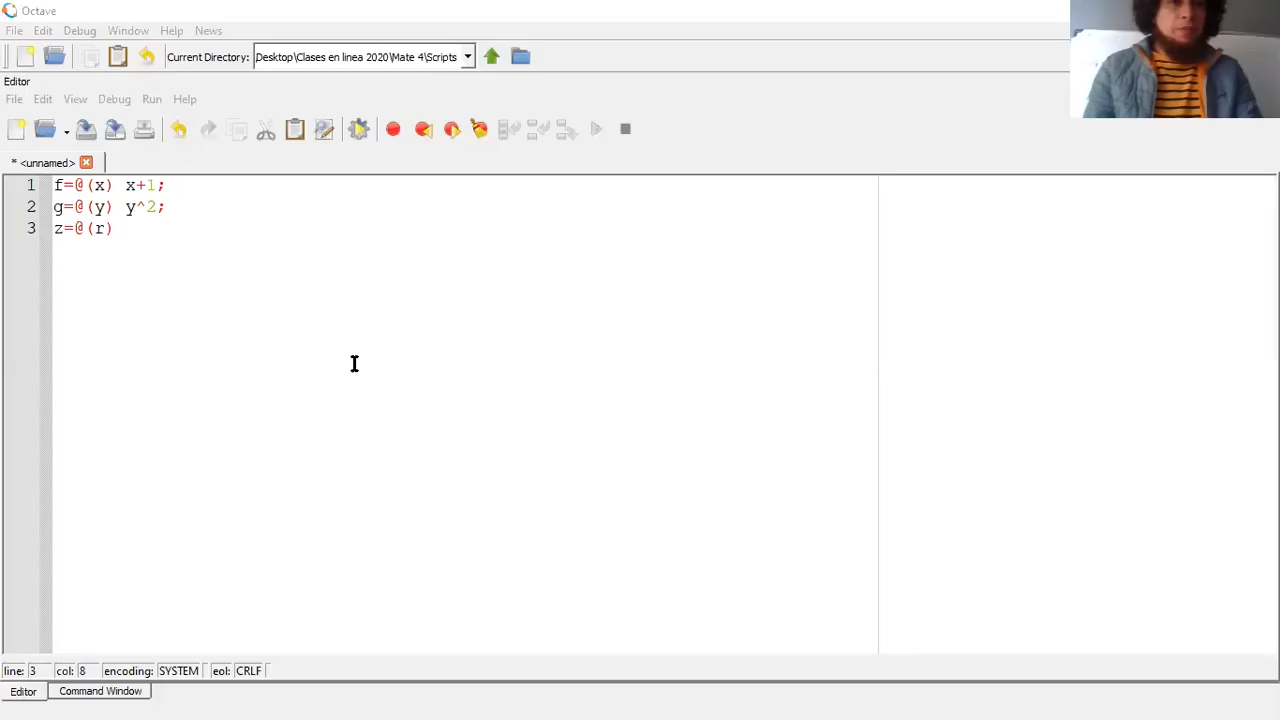 Octave
File Edit Debug Window Help News
Current Directory: Desktop\Clases en linea 2020\Mate 4\Scripts
Editor
File Edit View Debug Run Help
* <unnamed>
1 f=@(x) x+1;
2 g=@(y) y^2;
3 z=@(r)
line: 3 col: 8 encoding: SYSTEM eol: CRLF
Editor Command Window